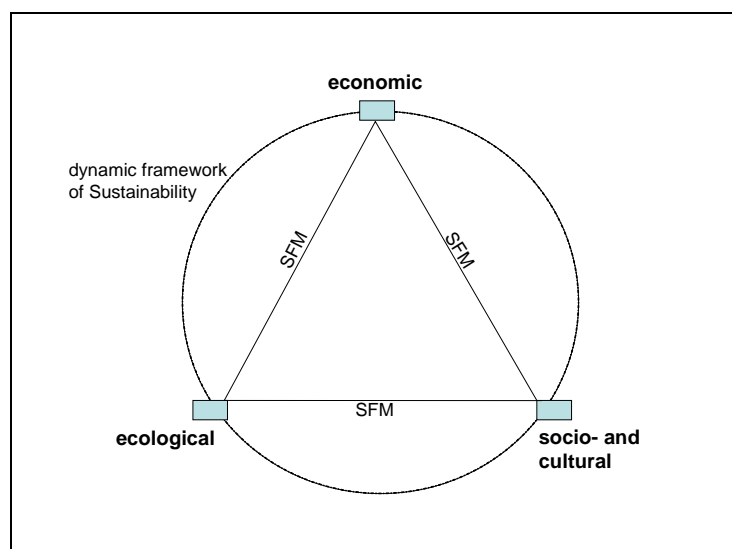 economic
dynamic framework
of Sustainability
SFM
SFM
SFM
ecological
socio- and
cultural